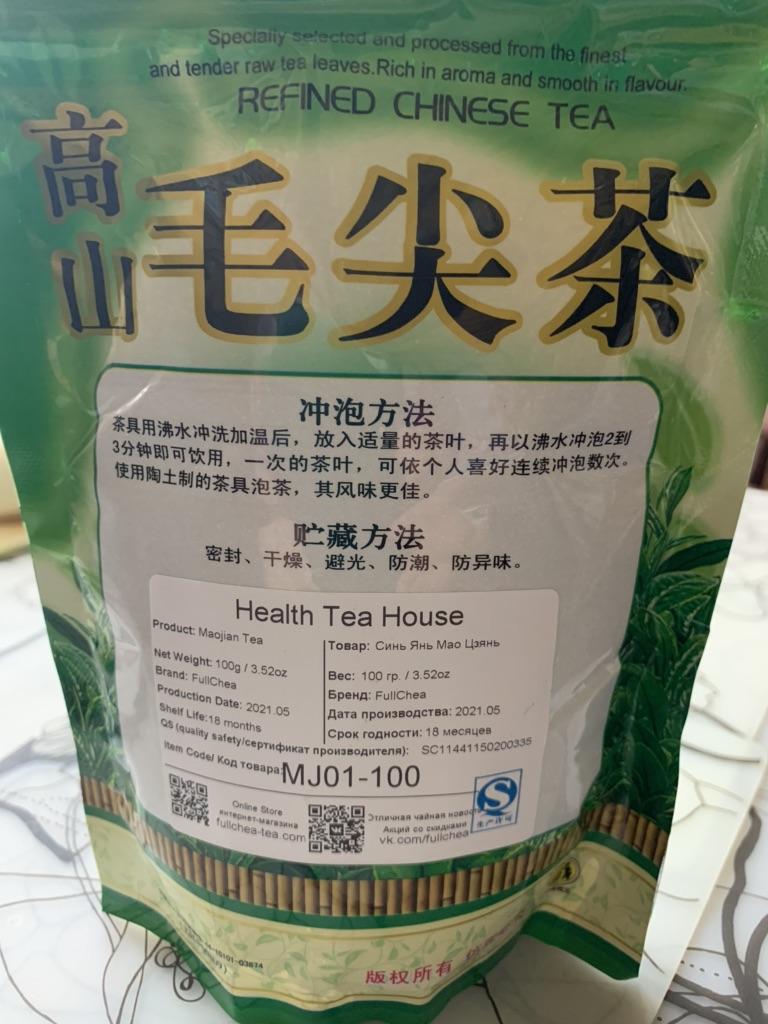 Specially selected and processed from the finest
and tender raw tea leaves.Rich in aroma and smooth in flavour.
REFINED CHINESE TEA
高山
毛尖茶
冲泡方法
茶具用沸水冲洗加温后，放入适量的茶叶，再以沸水冲泡2到
3分钟即可饮用，一次的茶叶，可依个人喜好连续冲泡数次。
使用陶土制的茶具泡茶，其风味更佳。
贮藏方法
密封、干燥、避光、防潮、防异味。
Health Tea House
Product: Maojian Tea
Net Weight: 100g / 3.52oz
Brand: FullChea
Production Date: 2021.05
Shelf Life:18 months
Товар: Синь Янь Мао Цзянь
Вес: 100 гр. / 3.52oz
Бренд: FullChea
Дата производства: 2021.05
Срок годности: 18 месяцев
QS (quality safety/сертификат производителя): SC11441150200335
Item Code/ Код товара: MJ01-100
Online Store
интернет-магазина
fullchea-tea.com
Отличная чайная новос
Акций со скидками
vk.com/fullchea
生产许可
版权所有